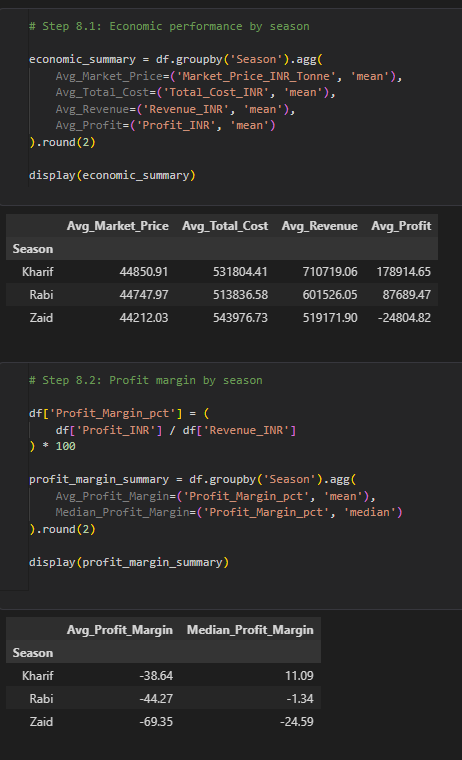 # Step 8.1: Economic performance by season
economic_summary = df.groupby('Season').agg(
    Avg_Market_Price=('Market_Price_INR_Tonne', 'mean'),
    Avg_Total_Cost=('Total_Cost_INR', 'mean'),
    Avg_Revenue=('Revenue_INR', 'mean'),
    Avg_Profit=('Profit_INR', 'mean')
).round(2)
display(economic_summary)
Avg_Market_Price Avg_Total_Cost Avg_Revenue Avg_Profit
Season
Kharif 44850.91 531804.41 710719.06 178914.65
Rabi 44747.97 513836.58 601526.05 87689.47
Zaid 44212.03 543976.73 519171.90 -24804.82
# Step 8.2: Profit margin by season
df['Profit_Margin_pct'] = (
    df['Profit_INR'] / df['Revenue_INR']
) * 100
profit_margin_summary = df.groupby('Season').agg(
    Avg_Profit_Margin=('Profit_Margin_pct', 'mean'),
    Median_Profit_Margin=('Profit_Margin_pct', 'median')
).round(2)
display(profit_margin_summary)
Avg_Profit_Margin Median_Profit_Margin
Season
Kharif -38.64 11.09
Rabi -44.27 -1.34
Zaid -69.35 -24.59